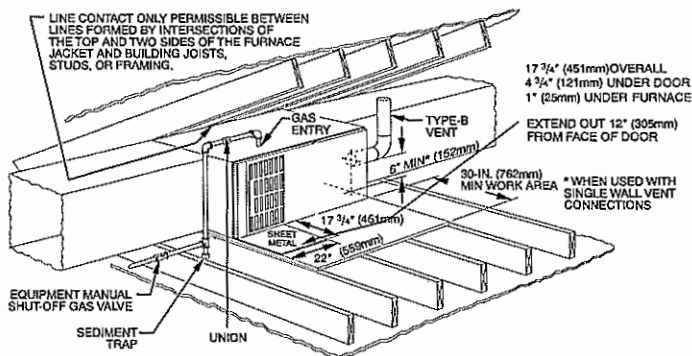 LINE CONTACT ONLY PERMISSIBLE BETWEEN
LINES FORMED BY INTERSECTIONS OF
THE TOP AND TWO SIDES OF THE FURNACE
JACKET AND BUILDING JOISTS,
STUDS, OR FRAMING.
17 3/4" (451mm)OVERALL
4 3/4" (121mm) UNDER DOOR
1" (25mm) UNDER FURNACE
GAS
ENTRY
TYPE-B
VENT
EXTEND OUT 12" (305mm)
FROM FACE OF DOOR
6" MIN* (152mm)
30-IN. (762mm)
MIN WORK AREA
*WHEN USED WITH
SINGLE WALL VENT
CONNECTIONS
17 3/4" (451mm)
SHEET
METAL
22" (559mm)
EQUIPMENT MANUAL
SHUT-OFF GAS VALVE
SEDIMENT
TRAP
UNION